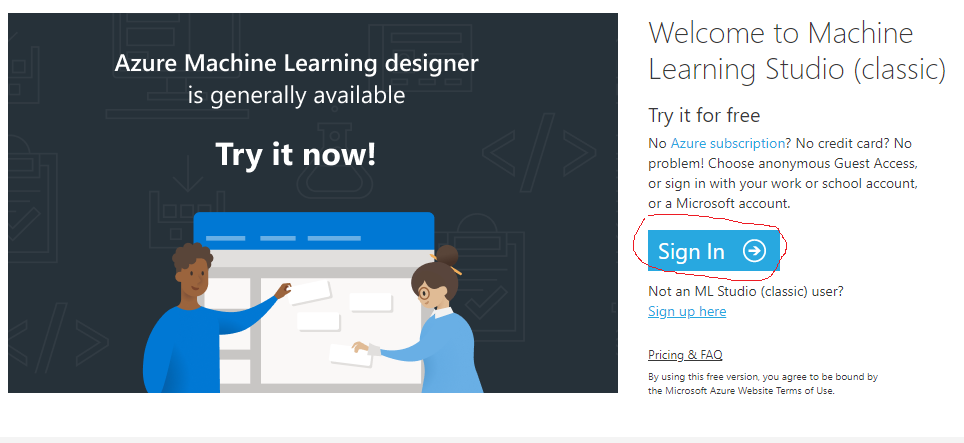 Azure Machine Learning designer
is generally available
Try it now!
Welcome to Machine
Learning Studio (classic)
Try it for free
No Azure subscription? No credit card? No
problem! Choose anonymous Guest Access,
or sign in with your work or school account,
or a Microsoft account.
Sign In
Not an ML Studio (classic) user?
Sign up here
Pricing & FAQ
By using this free version, you agree to be bound by
the Microsoft Azure Website Terms of Use.